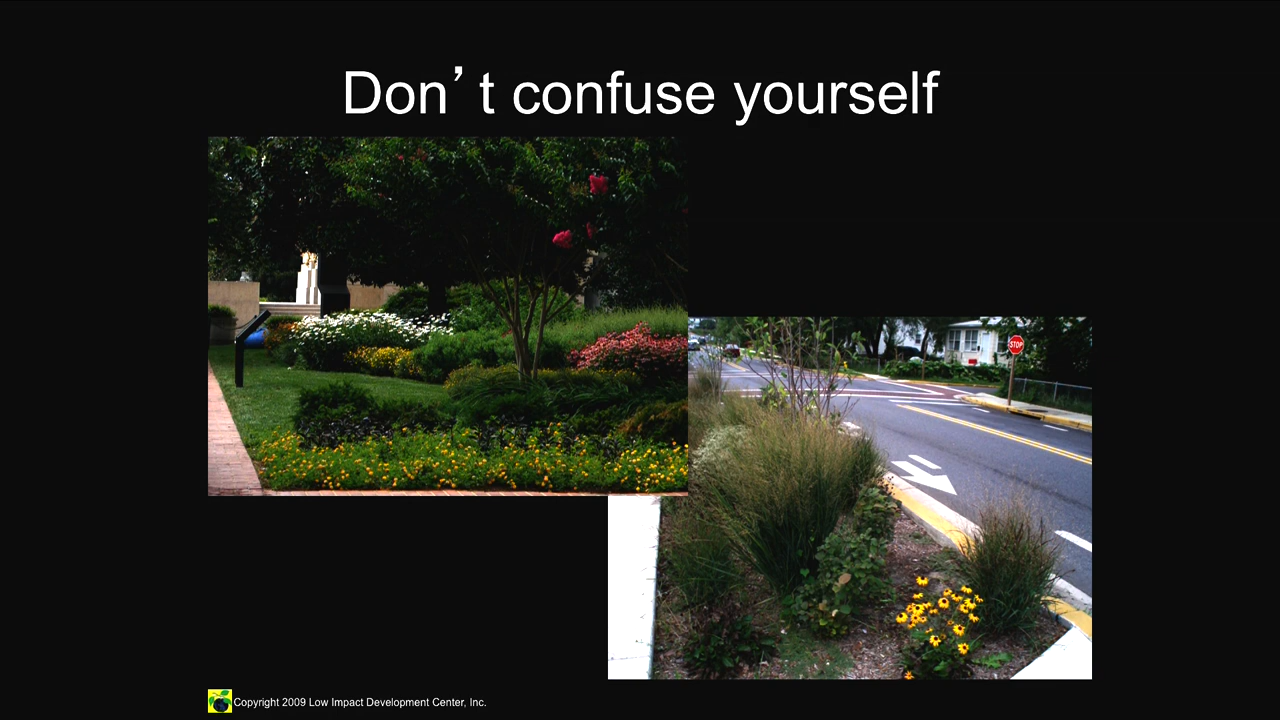 Don’t confuse yourself
STOP
Copyright 2009 Low Impact Development Center, Inc.